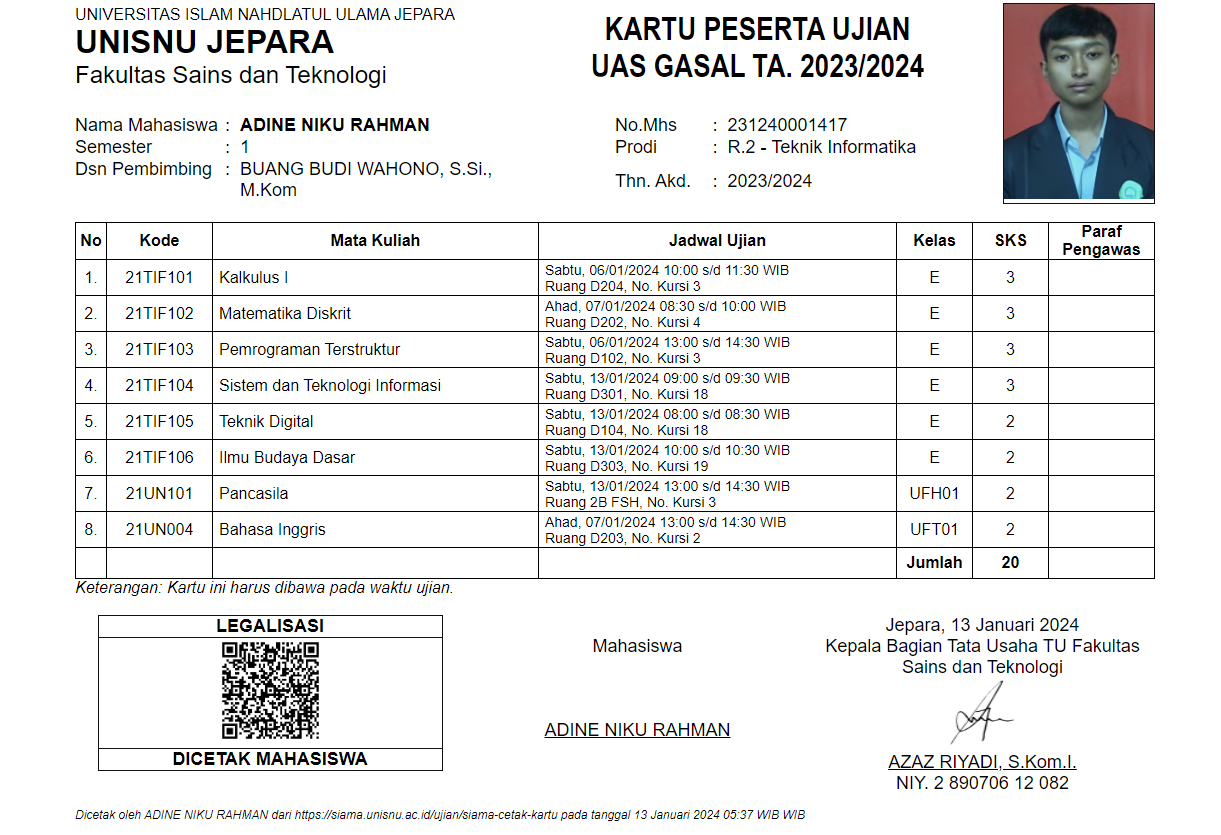 UNIVERSITAS ISLAM NAHDLATUL ULAMA JEPARA
UNISNU JEPARA
Fakultas Sains dan Teknologi
KARTU PESERTA UJIAN
UAS GASAL TA. 2023/2024
Nama Mahasiswa : ADINE NIKU RAHMAN
Semester : 1
Dsn Pembimbing : BUANG BUDI WAHONO, S.Si.,
M.Kom
No.Mhs : 231240001417
Prodi : R.2 - Teknik Informatika
Thn. Akd. : 2023/2024
No Kode Mata Kuliah Jadwal Ujian Kelas SKS Paraf
Pengawas
1. 21TIF101 Kalkulus I Sabtu, 06/01/2024 10:00 s/d 11:30 WIB E 3
Ruang D204, No. Kursi 3
2. 21TIF102 Matematika Diskrit Ahad, 07/01/2024 08:30 s/d 10:00 WIB E 3
Ruang D202, No. Kursi 4
3. 21TIF103 Pemrograman Terstruktur Sabtu, 06/01/2024 13:00 s/d 14:30 WIB E 3
Ruang D102, No. Kursi 3
4. 21TIF104 Sistem dan Teknologi Informasi Sabtu, 13/01/2024 09:00 s/d 09:30 WIB E 3
Ruang D301, No. Kursi 18
5. 21TIF105 Teknik Digital Sabtu, 13/01/2024 08:00 s/d 08:30 WIB E 2
Ruang D104, No. Kursi 18
6. 21TIF106 Ilmu Budaya Dasar Sabtu, 13/01/2024 10:00 s/d 10:30 WIB E 2
Ruang D303, No. Kursi 19
7. 21UN101 Pancasila Sabtu, 13/01/2024 13:00 s/d 14:30 WIB UFH01 2
Ruang 2B FSH, No. Kursi 3
8. 21UN004 Bahasa Inggris Ahad, 07/01/2024 13:00 s/d 14:30 WIB UFT01 2
Ruang D203, No. Kursi 2
Jumlah 20
Keterangan: Kartu ini harus dibawa pada waktu ujian.
LEGALISASI
DICETAK MAHASISWA
Mahasiswa
ADINE NIKU RAHMAN
Jepara, 13 Januari 2024
Kepala Bagian Tata Usaha TU Fakultas
Sains dan Teknologi
AZAZ RIYADI, S.Kom.I.
NIY. 2 890706 12 082
Dicetak oleh ADINE NIKU RAHMAN dari https://siama.unisnu.ac.id/ujian/siama-cetak-kartu pada tanggal 13 Januari 2024 05:37 WIB WIB